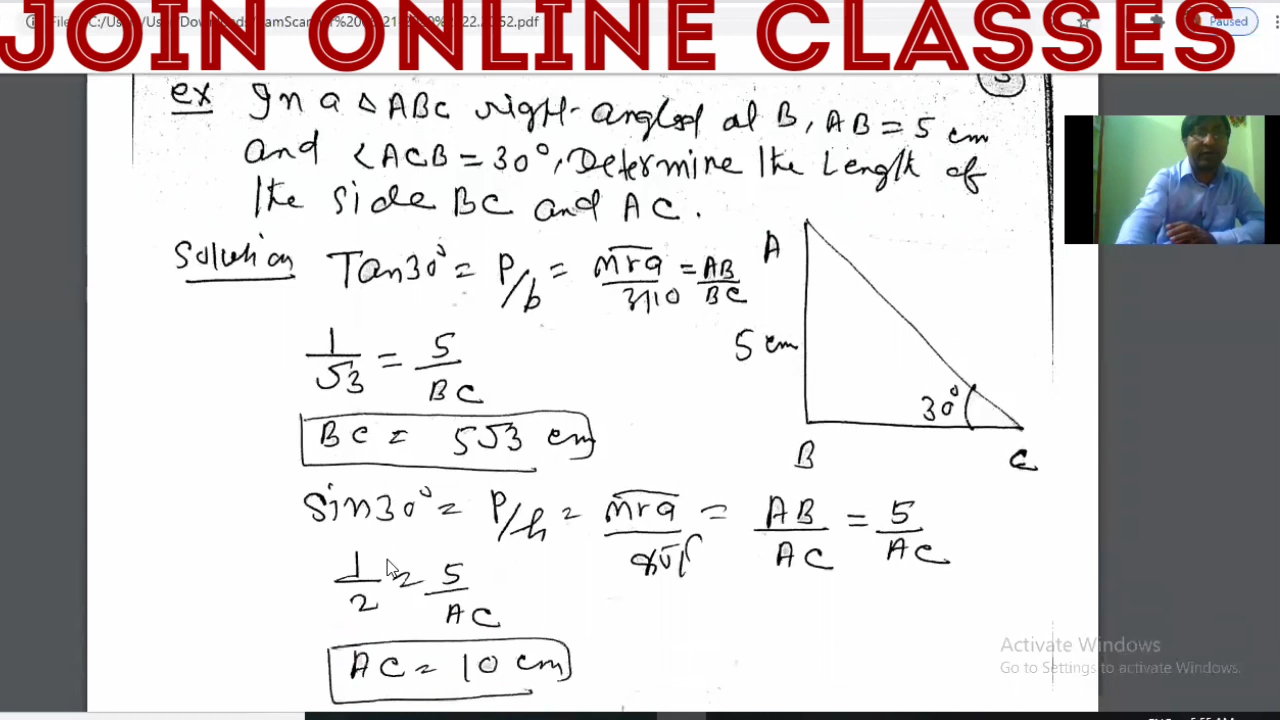 JOIN ONLINE CLASSES
Paused
ex In a △ ABC right-angled at B, AB = 5 cm
and ∠ACB = 30°, Determine the Length of
the side BC and AC.
Solution Tan30° = P/b = लम्ब/आधार = AB/BC
1/√3 = 5/BC
BC = 5√3 cm
Sin30° = P/h = लम्ब/कर्ण = AB/AC = 5/AC
1/2 = 5/AC
AC = 10 cm
A
5 cm
30°
B C
Activate Windows
Go to Settings to activate Windows.